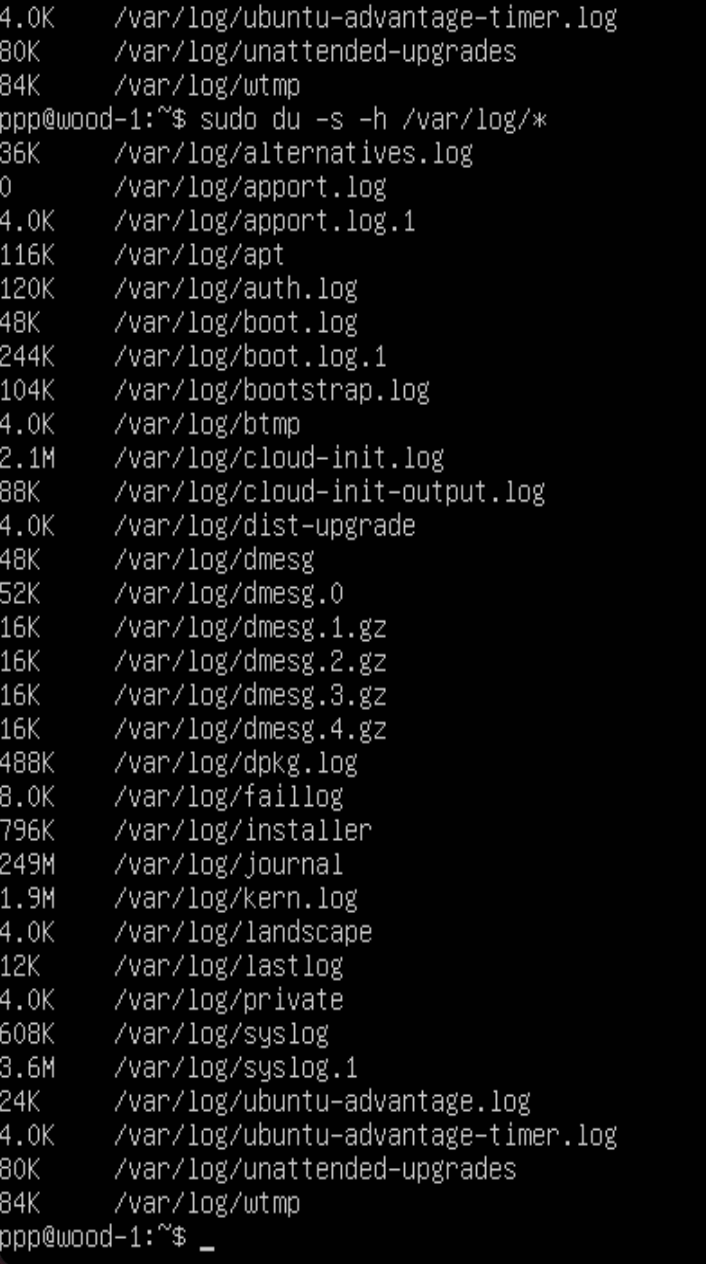 4.0K    /var/log/ubuntu-advantage-timer.log
80K     /var/log/unattended-upgrades
84K     /var/log/wtmp
ppp@wood-1:~$ sudo du -s -h /var/log/*
36K     /var/log/alternatives.log
0       /var/log/apport.log
4.0K    /var/log/apport.log.1
116K    /var/log/apt
120K    /var/log/auth.log
48K     /var/log/boot.log
244K    /var/log/boot.log.1
104K    /var/log/bootstrap.log
4.0K    /var/log/btmp
2.1M    /var/log/cloud-init.log
88K     /var/log/cloud-init-output.log
4.0K    /var/log/dist-upgrade
48K     /var/log/dmesg
52K     /var/log/dmesg.0
16K     /var/log/dmesg.1.gz
16K     /var/log/dmesg.2.gz
16K     /var/log/dmesg.3.gz
16K     /var/log/dmesg.4.gz
488K    /var/log/dpkg.log
8.0K    /var/log/faillog
796K    /var/log/installer
249M    /var/log/journal
1.9M    /var/log/kern.log
4.0K    /var/log/landscape
12K     /var/log/lastlog
4.0K    /var/log/private
608K    /var/log/syslog
3.6M    /var/log/syslog.1
24K     /var/log/ubuntu-advantage.log
4.0K    /var/log/ubuntu-advantage-timer.log
80K     /var/log/unattended-upgrades
84K     /var/log/wtmp
ppp@wood-1:~$ _